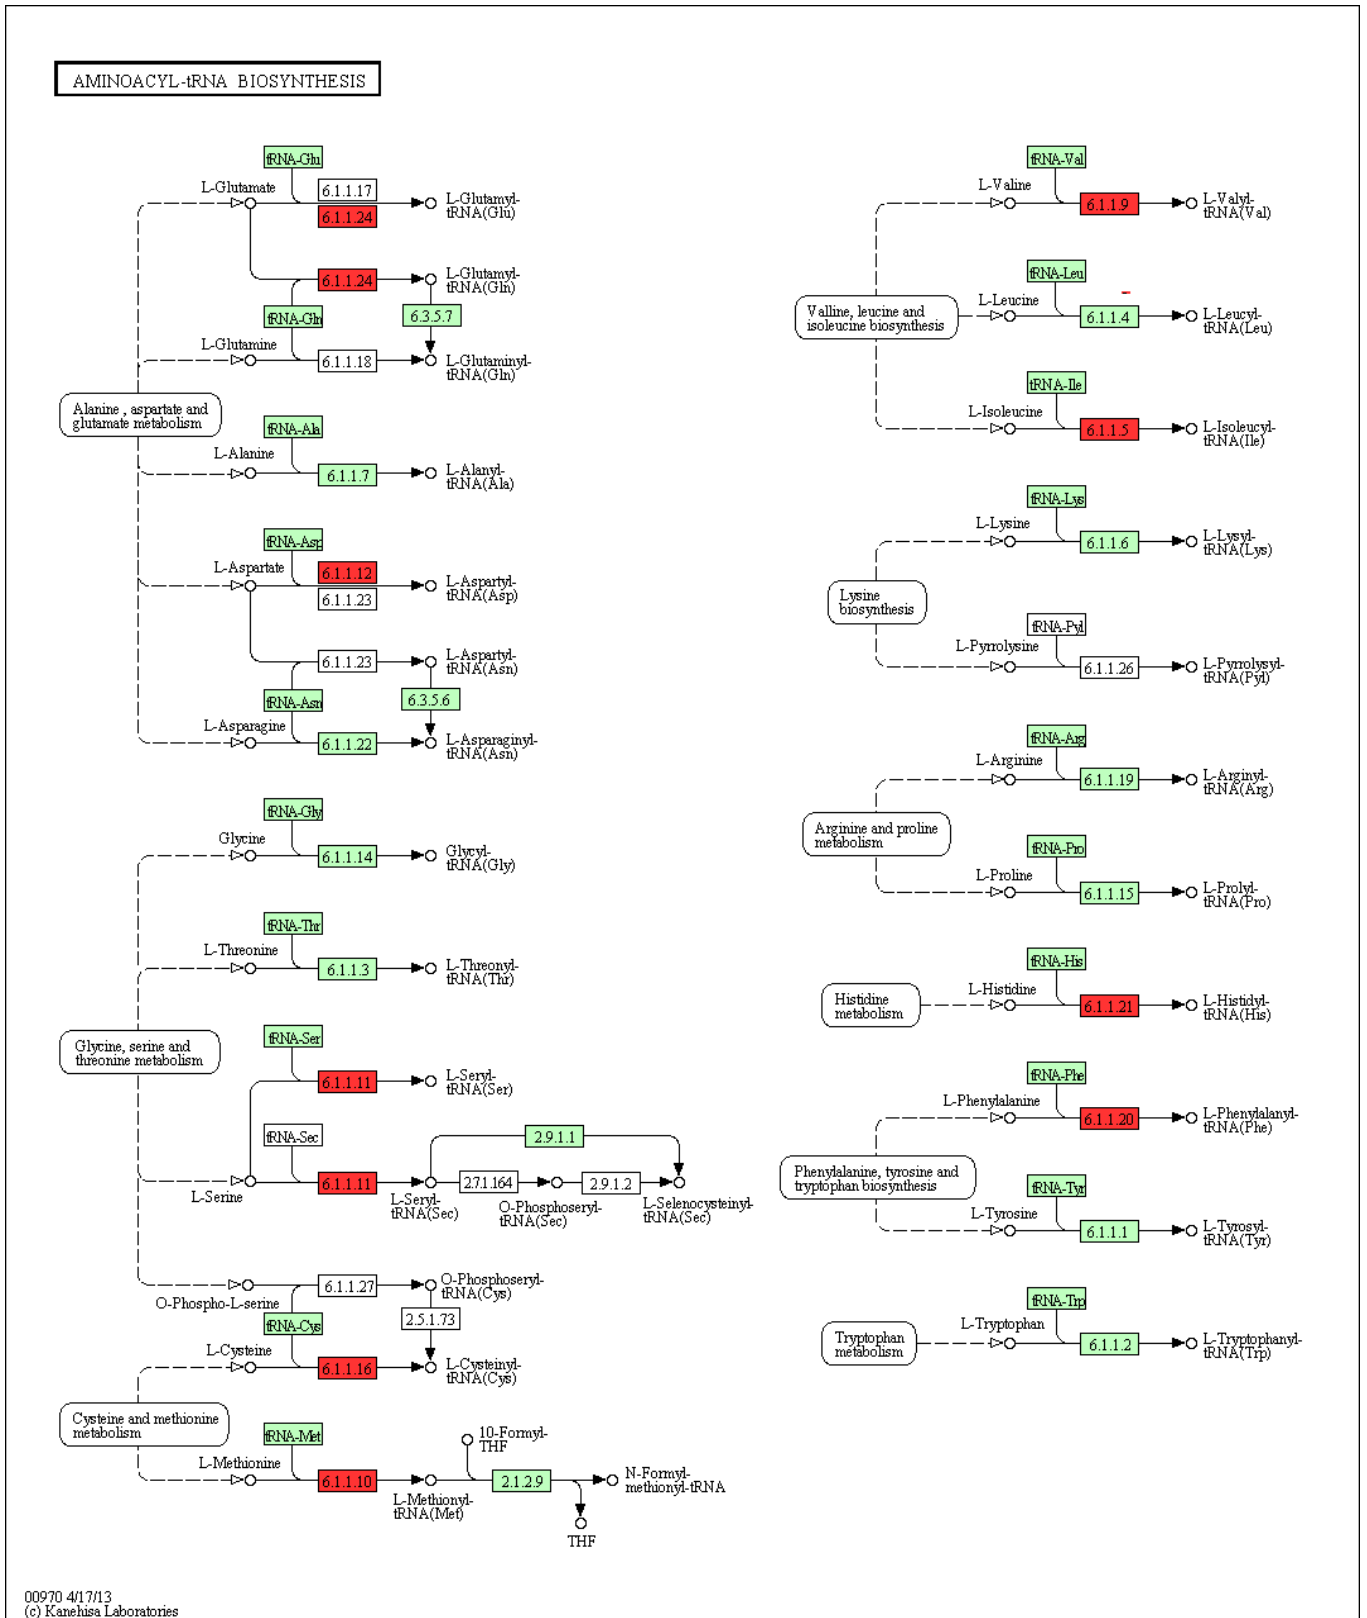 AMINOACYL-tRNA BIOSYNTHESIS
tRNA-Glu
L-Glutamate
6.1.1.17
6.1.1.24
L-Glutamyl-
tRNA(Glu)
6.1.1.24
L-Glutamyl-
tRNA(Gln)
tRNA-Gln
6.3.5.7
L-Glutamine
6.1.1.18
L-Glutaminyl-
tRNA(Gln)
Alanine , aspartate and
glutamate metabolism
tRNA-Ala
L-Alanine
6.1.1.7
L-Alanyl-
tRNA(Ala)
tRNA-Asp
L-Aspartate
6.1.1.12
6.1.1.23
L-Aspartyl-
tRNA(Asp)
6.1.1.23
L-Aspartyl-
tRNA(Asn)
tRNA-Asn
6.3.5.6
L-Asparagine
6.1.1.22
L-Asparaginyl-
tRNA(Asn)
tRNA-Gly
Glycine
6.1.1.14
Glycyl-
tRNA(Gly)
tRNA-Thr
L-Threonine
6.1.1.3
L-Threonyl-
tRNA(Thr)
Glycine, serine and
threonine metabolism
tRNA-Ser
6.1.1.11
L-Seryl-
tRNA(Ser)
tRNA-Sec
L-Serine
6.1.1.11
L-Seryl-
tRNA(Sec)
2.9.1.1
2.7.1.164
O-Phosphoseryl-
tRNA(Sec)
2.9.1.2
L-Selenocysteinyl-
tRNA(Sec)
O-Phospho-L-serine
6.1.1.27
O-Phosphoseryl-
tRNA(Cys)
tRNA-Cys
2.5.1.73
L-Cysteine
6.1.1.16
L-Cysteinyl-
tRNA(Cys)
Cysteine and methionine
metabolism
tRNA-Met
L-Methionine
6.1.1.10
L-Methionyl-
tRNA(Met)
10-Formyl-
THF
2.1.2.9
N-Formyl-
methionyl-tRNA
THF
tRNA-Val
L-Valine
6.1.1.9
L-Valyl-
tRNA(Val)
tRNA-Leu
L-Leucine
6.1.1.4
L-Leucyl-
tRNA(Leu)
Valline, leucine and
isoleucine biosynthesis
tRNA-Ile
L-Isoleucine
6.1.1.5
L-Isoleucyl-
tRNA(Ile)
tRNA-Lys
L-Lysine
6.1.1.6
L-Lysyl-
tRNA(Lys)
Lysine
biosynthesis
tRNA-Pyl
L-Pyrrolysine
6.1.1.26
L-Pyrrolysyl-
tRNA(Pyl)
tRNA-Arg
L-Arginine
6.1.1.19
L-Arginyl-
tRNA(Arg)
Arginine and proline
metabolism
tRNA-Pro
L-Proline
6.1.1.15
L-Prolyl-
tRNA(Pro)
tRNA-His
Histidine
metabolism
L-Histidine
6.1.1.21
L-Histidyl-
tRNA(His)
tRNA-Phe
L-Phenylalanine
6.1.1.20
L-Phenylalanyl-
tRNA(Phe)
Phenylalanine, tyrosine and
tryptophan biosynthesis
tRNA-Tyr
L-Tyrosine
6.1.1.1
L-Tyrosyl-
tRNA(Tyr)
tRNA-Trp
Tryptophan
metabolism
L-Tryptophan
6.1.1.2
L-Tryptophanyl-
tRNA(Trp)
00970 4/17/13
(c) Kanehisa Laboratories